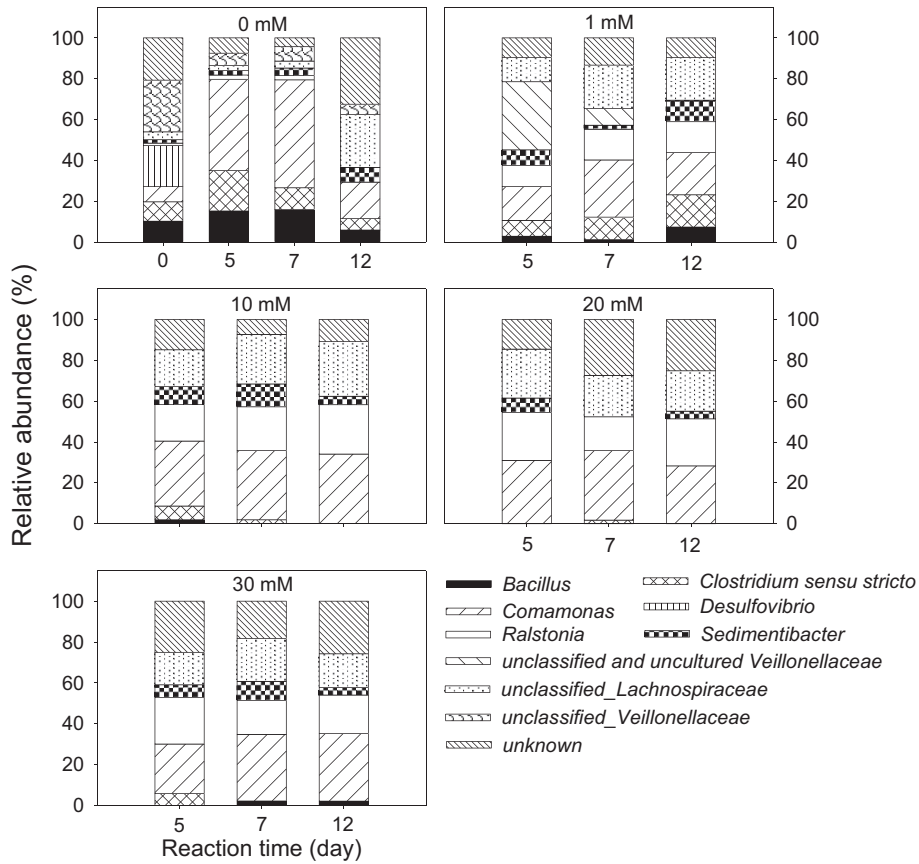 Relative abundance (%)
0 mM
100
80
60
40
20
0
0 5 7 12
1 mM
100
80
60
40
20
0
5 7 12
10 mM
100
80
60
40
20
0
20 mM
100
80
60
40
20
0
5 7 12
30 mM
100
80
60
40
20
0
5 7 12
Reaction time (day)
Bacillus
Clostridium sensu stricto
Comamonas
Desulfovibrio
Ralstonia
Sedimentibacter
unclassified and uncultured Veillonellaceae
unclassified_Lachnospiraceae
unclassified_Veillonellaceae
unknown